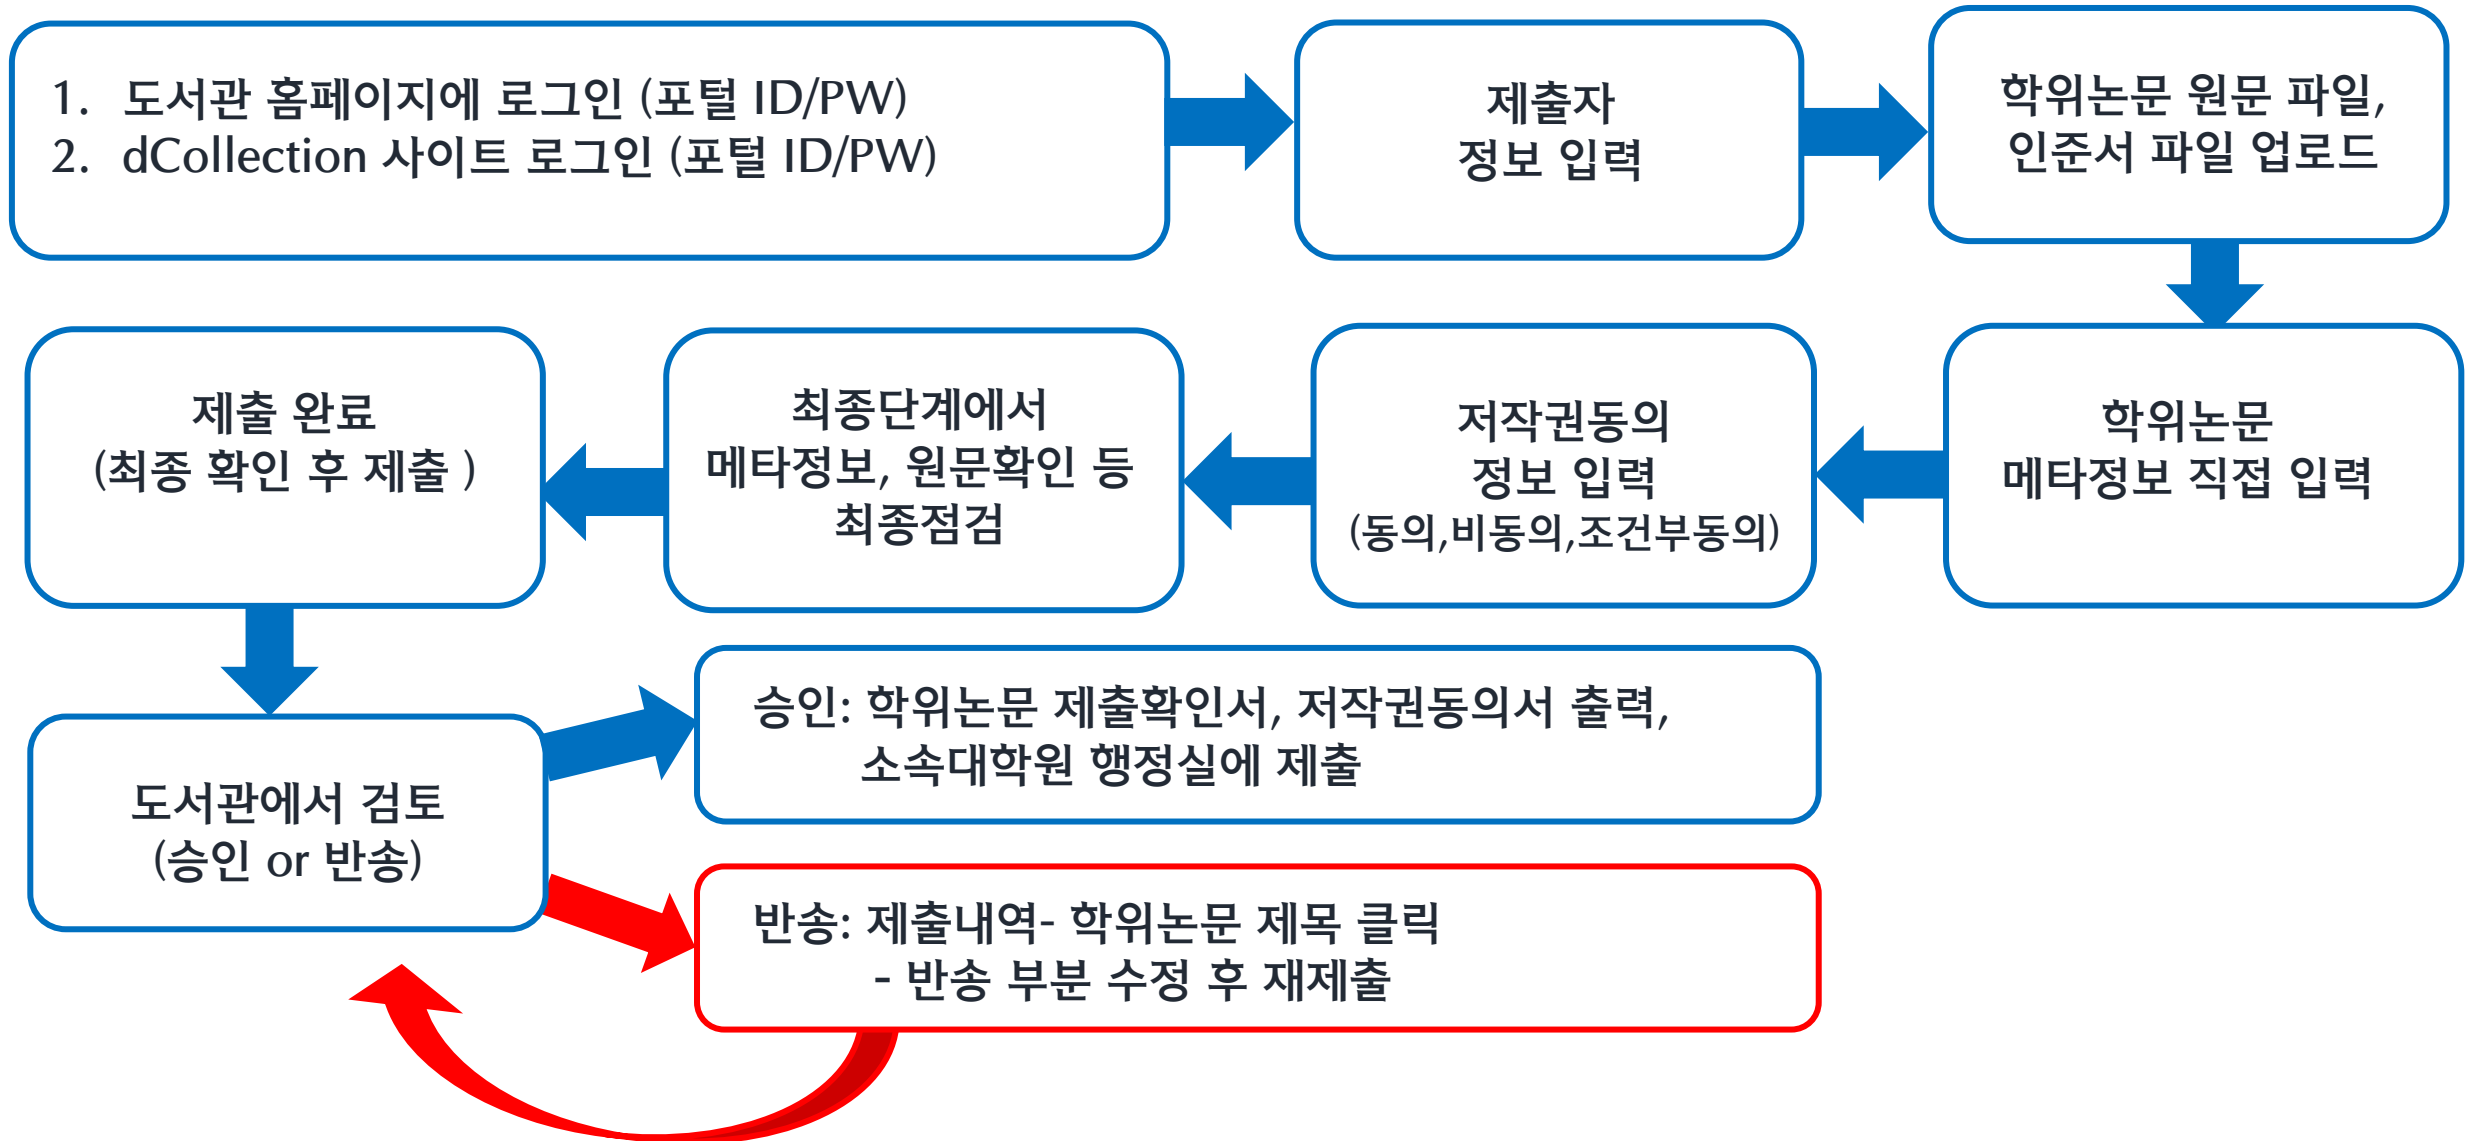 1. 도서관 홈페이지에 로그인 (포털 ID/PW)
2. dCollection 사이트 로그인 (포털 ID/PW)
제출자
정보 입력
학위논문 원문 파일,
인준서 파일 업로드
학위논문
메타정보 직접 입력
저작권동의
정보 입력
(동의,비동의,조건부동의)
최종단계에서
메타정보, 원문확인 등
최종점검
제출 완료
(최종 확인 후 제출 )
도서관에서 검토
(승인 or 반송)
승인: 학위논문 제출확인서, 저작권동의서 출력,
소속대학원 행정실에 제출
반송: 제출내역- 학위논문 제목 클릭
- 반송 부분 수정 후 재제출